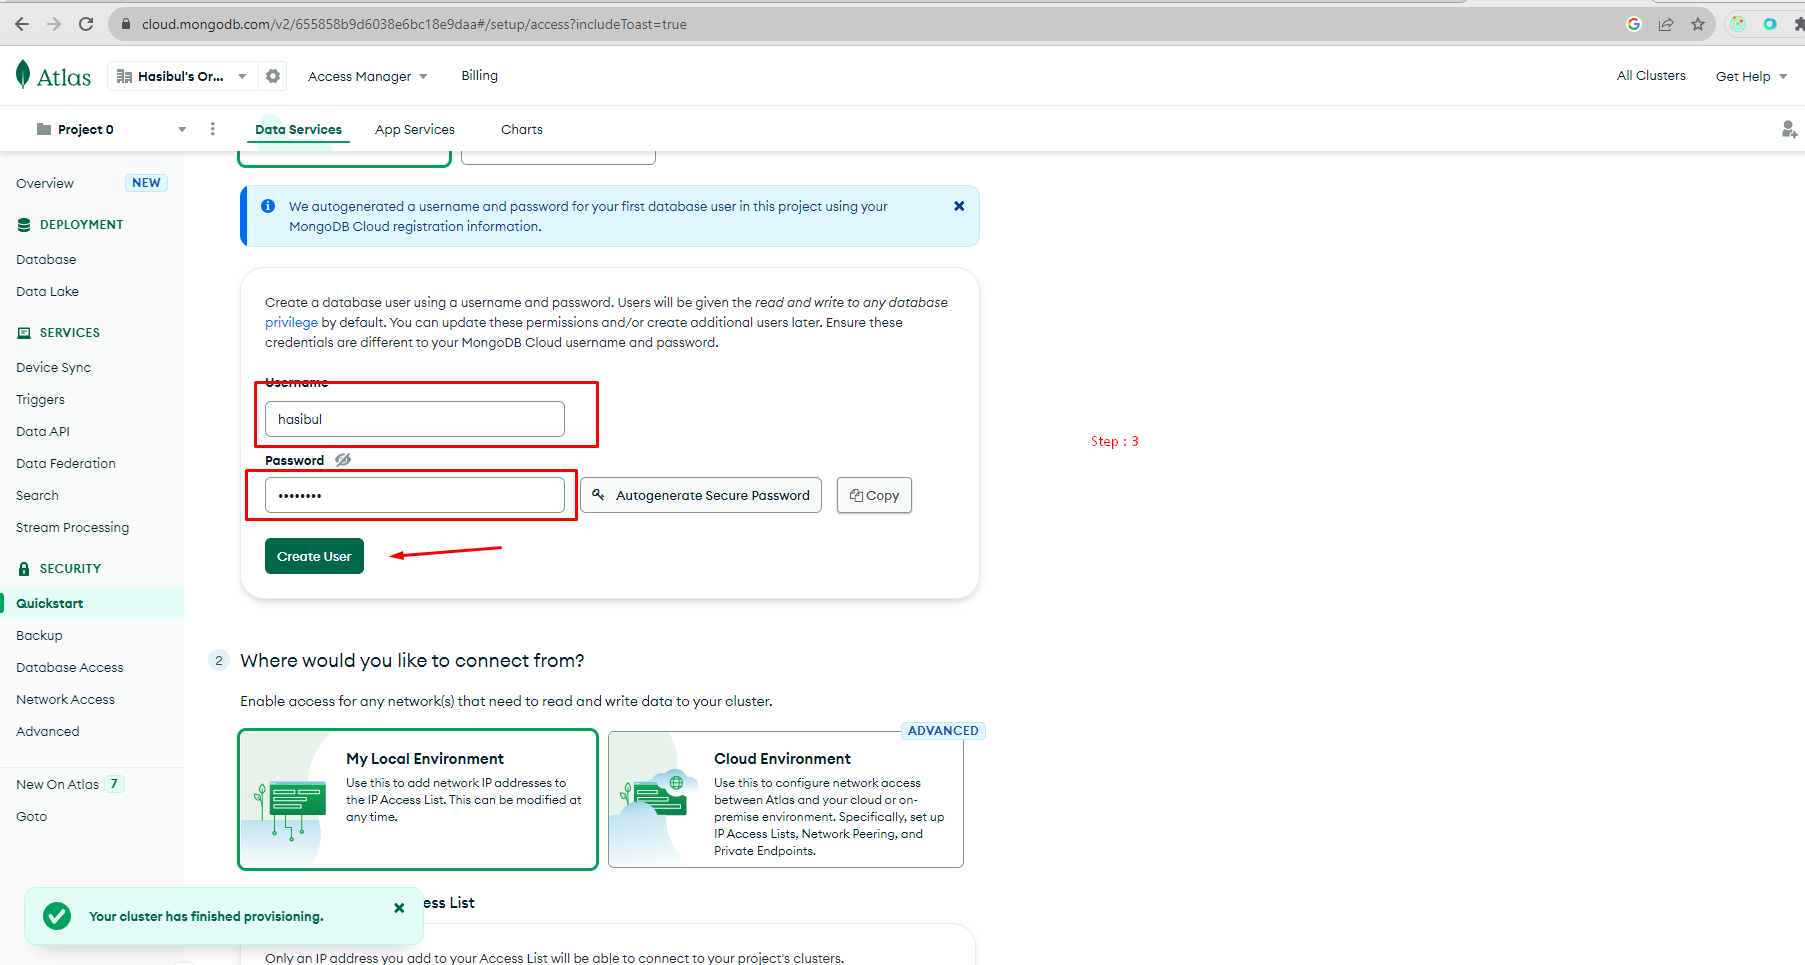 cloud.mongodb.com/v2/655858b9d6038e6bc18e9daa#/setup/access?includeToast=true
Atlas
Hasibul's Or...
Access Manager
Billing
All Clusters
Get Help
Project 0
Data Services
App Services
Charts
Overview
NEW
DEPLOYMENT
Database
Data Lake
SERVICES
Device Sync
Triggers
Data API
Data Federation
Search
Stream Processing
SECURITY
Quickstart
Backup
Database Access
Network Access
Advanced
New On Atlas 7
Goto
We autogenerated a username and password for your first database user in this project using your
MongoDB Cloud registration information.
Create a database user using a username and password. Users will be given the read and write to any database
privilege by default. You can update these permissions and/or create additional users later. Ensure these
credentials are different to your MongoDB Cloud username and password.
Username
hasibul
Password
••••••••
Autogenerate Secure Password
Copy
Create User
Step : 3
2 Where would you like to connect from?
Enable access for any network(s) that need to read and write data to your cluster.
My Local Environment
Use this to add network IP addresses to
the IP Access List. This can be modified at
any time.
ADVANCED
Cloud Environment
Use this to configure network access
between Atlas and your cloud or on-
premise environment. Specifically, set up
IP Access Lists, Network Peering, and
Private Endpoints.
Your cluster has finished provisioning.
ess List
Only an IP address you add to your Access List will be able to connect to your project's clusters.